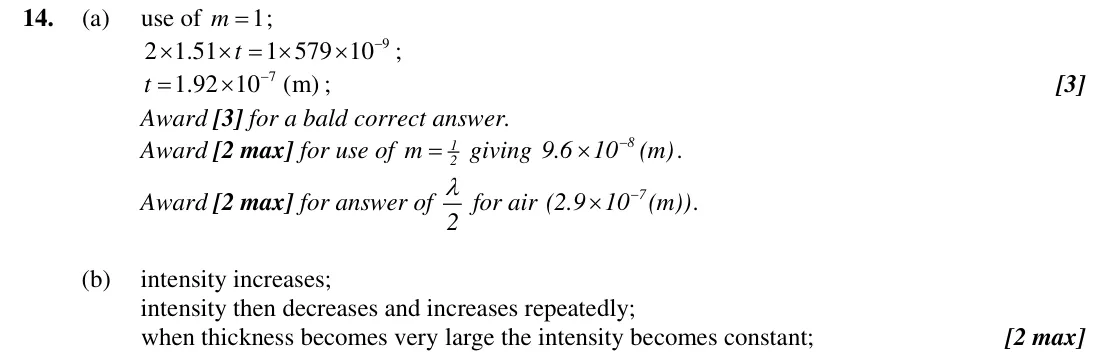 14. (a) use of m = 1;
2×1.51×t = 1×579×10⁻⁹;
t = 1.92×10⁻⁷ (m); [3]
Award [3] for a bald correct answer.
Award [2 max] for use of m = ½ giving 9.6×10⁻⁸ (m).
Award [2 max] for answer of λ/2 for air (2.9×10⁻⁷(m)).
(b) intensity increases;
intensity then decreases and increases repeatedly;
when thickness becomes very large the intensity becomes constant; [2 max]